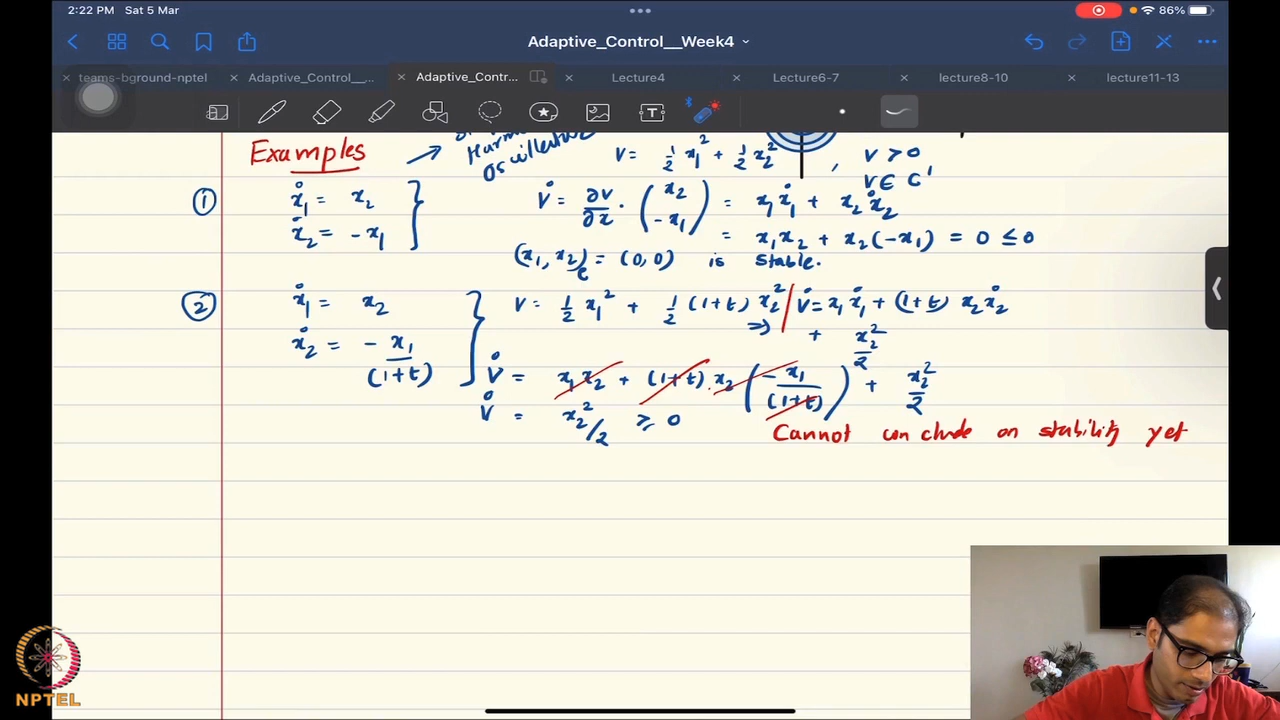 2:22 PM Sat 5 Mar
86%
Adaptive_Control__Week4
teams-bground-nptel
Adaptive_Control__...
Adaptive_Contr...
Lecture4
Lecture6-7
lecture8-10
lecture11-13
Examples
Harmonic
Oscillator
V = 1/2 x₁² + 1/2 x₂² , V > 0
V ∈ C¹
① ẋ₁ = x₂
ẋ₂ = -x₁
V̇ = ∂V/∂x · (x₂ -x₁) = x₁ẋ₁ + x₂ẋ₂
= x₁x₂ + x₂(-x₁) = 0 ≤ 0
(x₁, x₂)e = (0,0) is stable.
② ẋ₁ = x₂
ẋ₂ = - x₁/(1+t)
V = 1/2 x₁² + 1/2 (1+t) x₂² ⇒ V̇ = x₁ẋ₁ + (1+t) x₂ẋ₂
+ x₂²/2
V̇ = x₁x₂ + (1+t) . x₂ (-x₁/(1+t)) + x₂²/2
V̇ = x₂²/2 ≥ 0
Cannot conclude on stability yet
NPTEL